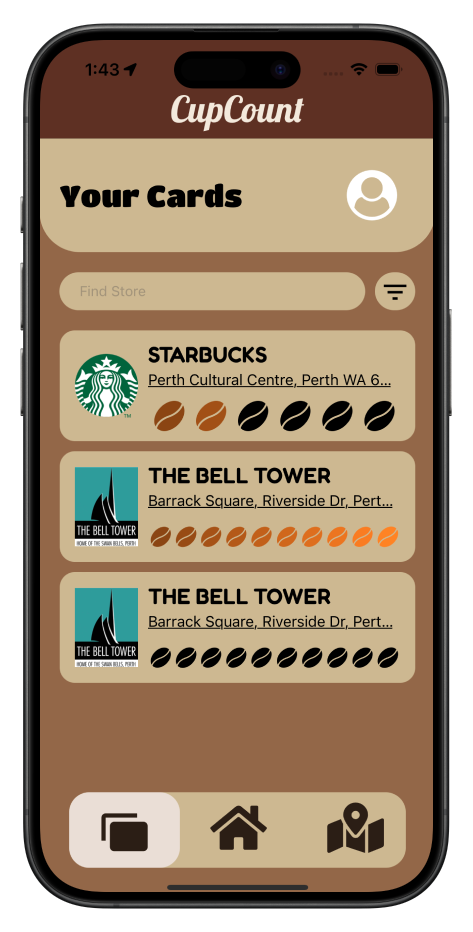 1:43
CupCount
Your Cards
Find Store
STARBUCKS
Perth Cultural Centre, Perth WA 6...
TM
THE BELL TOWER
Barrack Square, Riverside Dr, Pert...
THE BELL TOWER
HOME OF THE SWAN BELLS, PERTH
THE BELL TOWER
Barrack Square, Riverside Dr, Pert...
THE BELL TOWER
HOME OF THE SWAN BELLS, PERTH